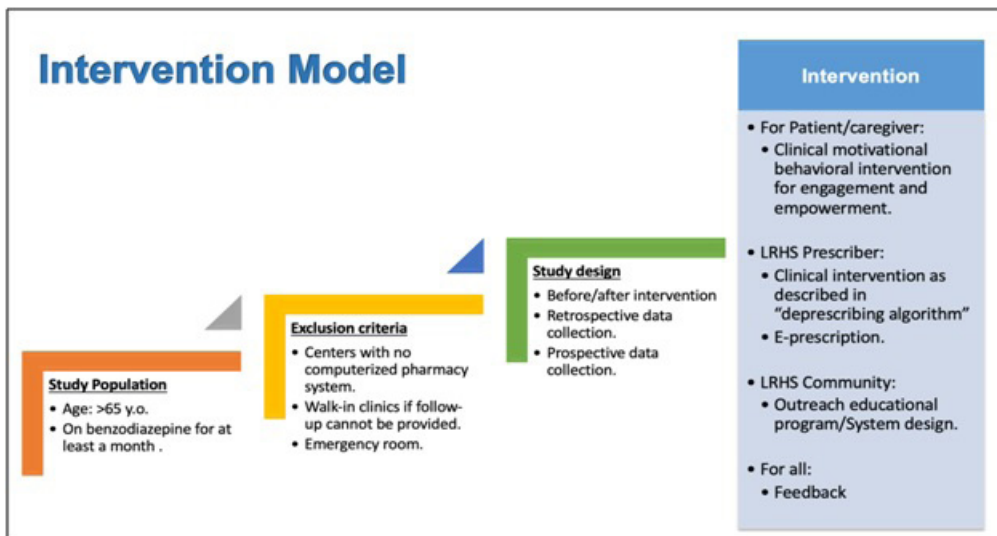 Intervention Model
Study Population
• Age: >65 y.o.
• On benzodiazepine for at
least a month .
Exclusion criteria
• Centers with no
computerized pharmacy
system.
• Walk-in clinics if follow-
up cannot be provided.
• Emergency room.
Study design
• Before/after intervention
• Retrospective data
collection.
• Prospective data
collection.
Intervention
• For Patient/caregiver:
• Clinical motivational
behavioral intervention
for engagement and
empowerment.
• LRHS Prescriber:
• Clinical intervention as
described in
“deprescribing algorithm”
• E-prescription.
• LRHS Community:
• Outreach educational
program/System design.
• For all:
• Feedback